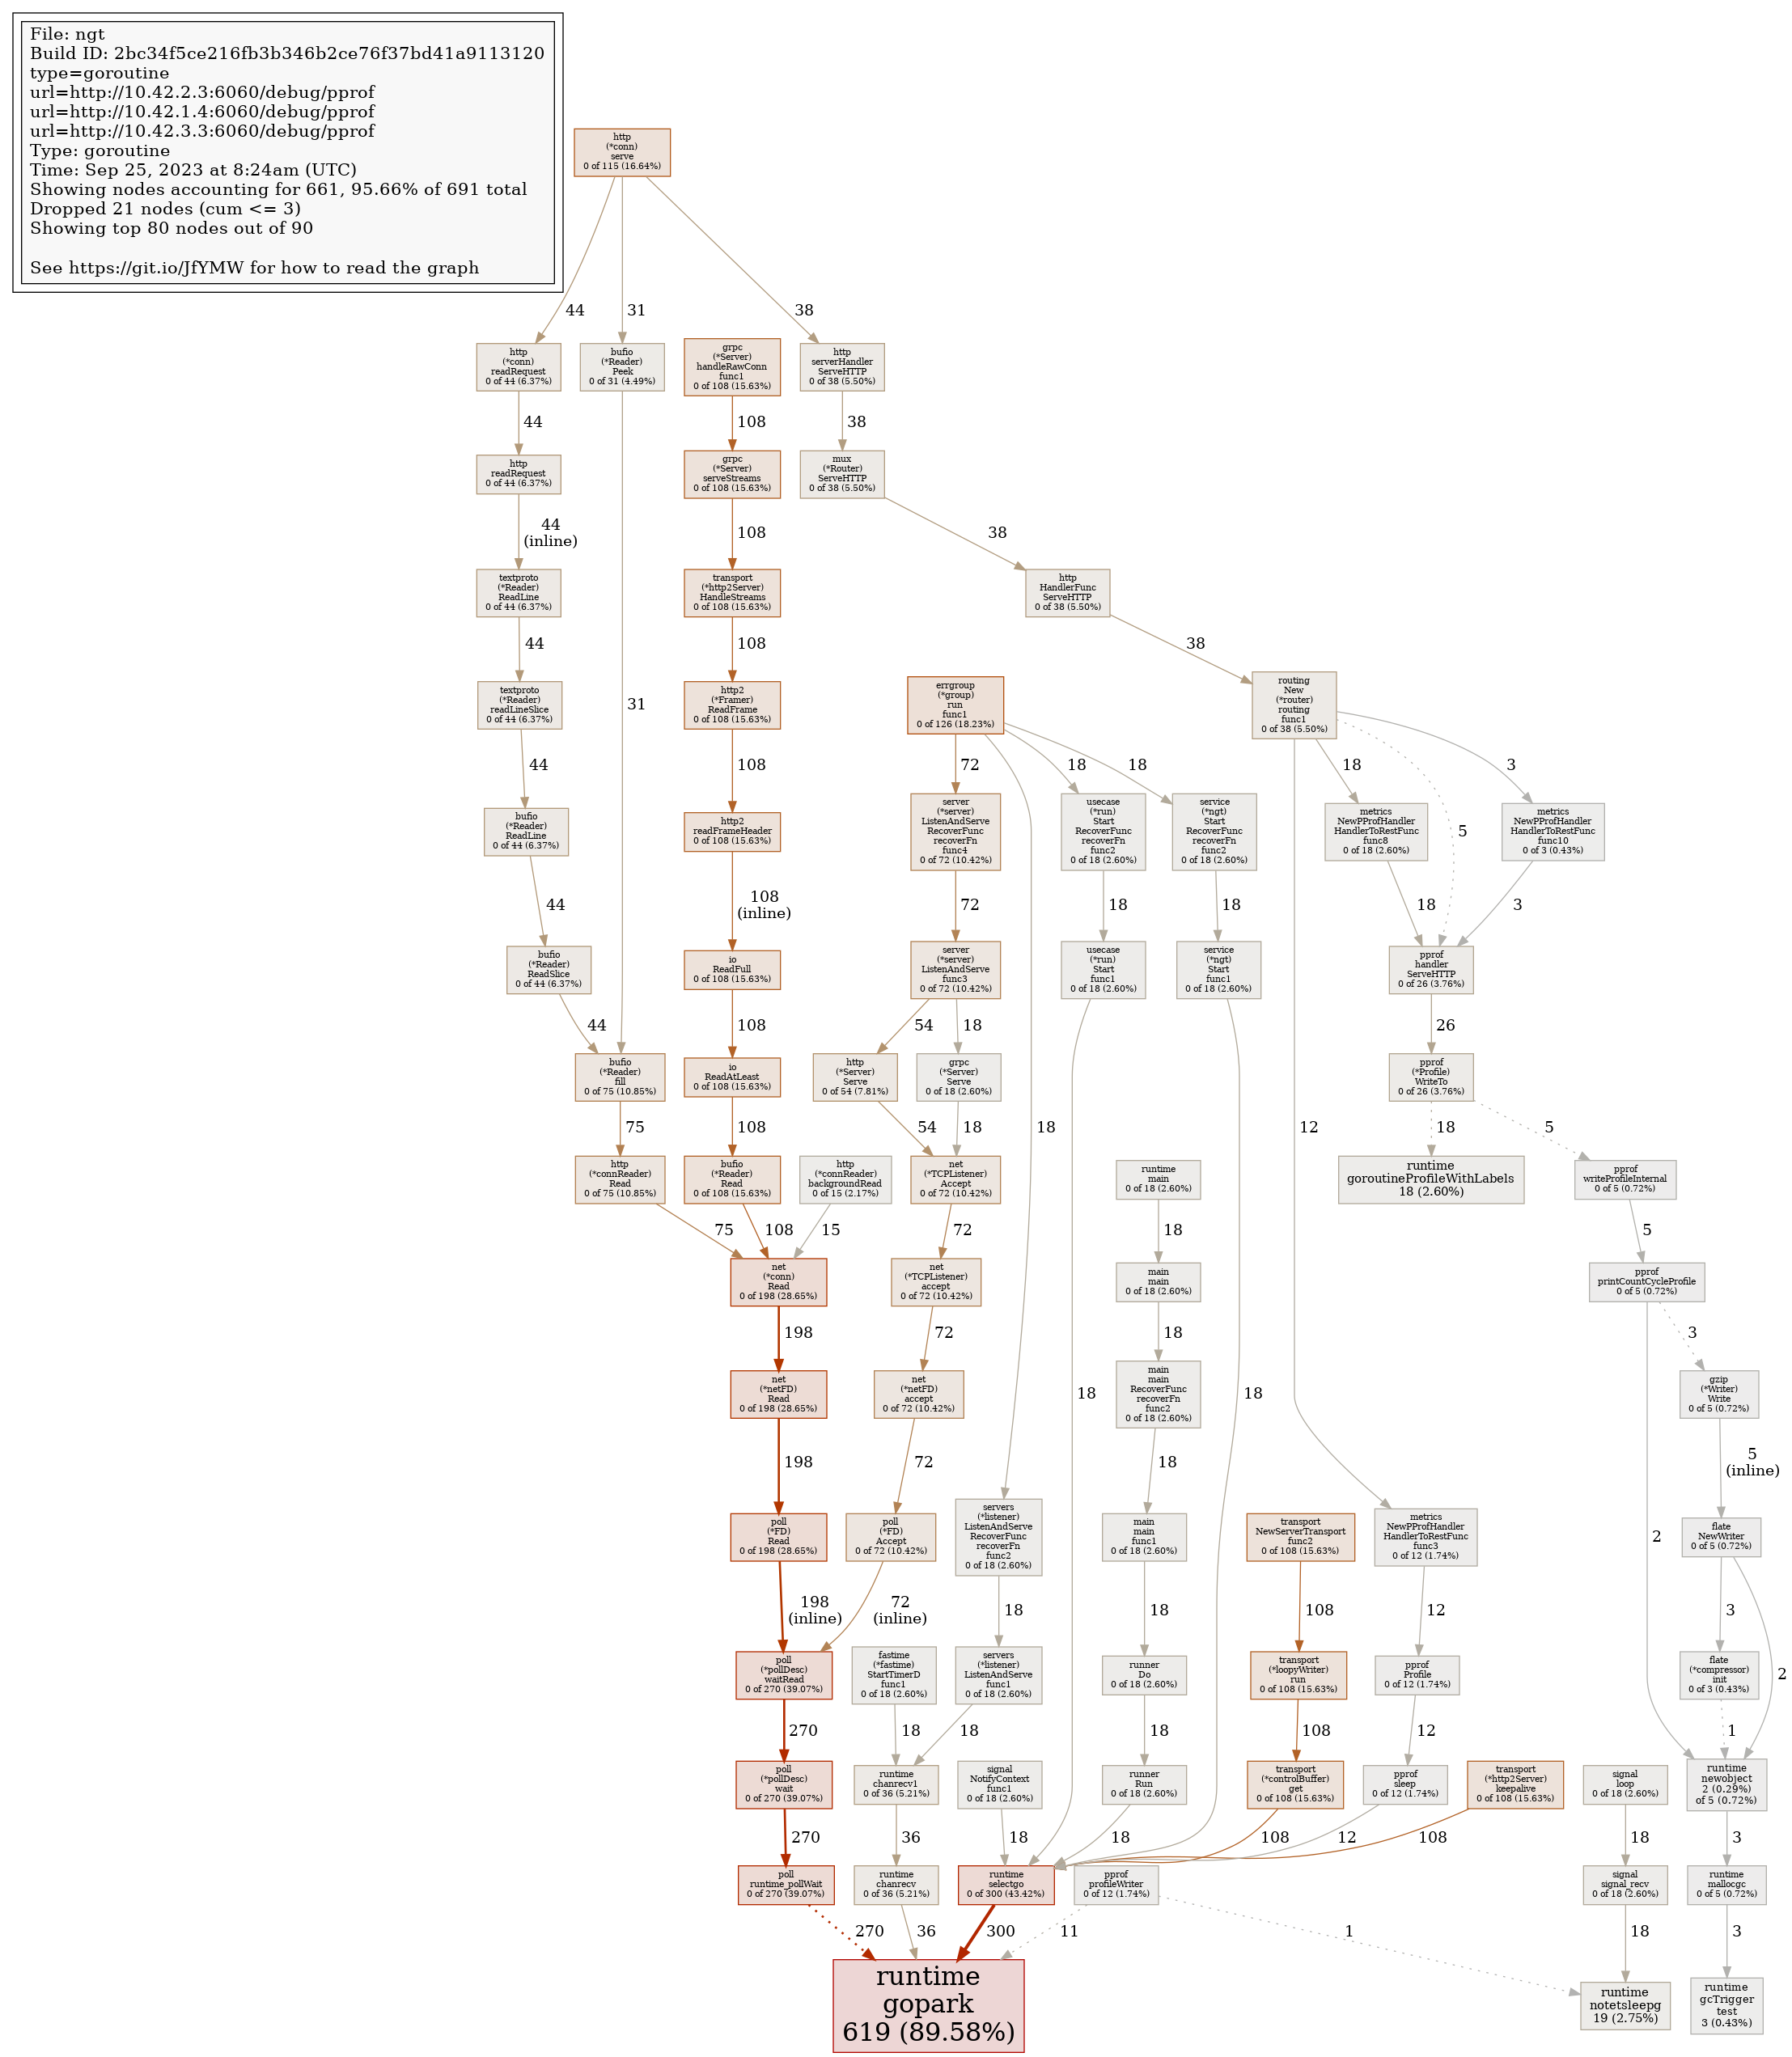 File: ngt
Build ID: 2bc34f5ce216fb3b346b2ce76f37bd41a9113120
type=goroutine
url=http://10.42.2.3:6060/debug/pprof
url=http://10.42.1.4:6060/debug/pprof
url=http://10.42.3.3:6060/debug/pprof
Type: goroutine
Time: Sep 25, 2023 at 8:24am (UTC)
Showing nodes accounting for 661, 95.66% of 691 total
Dropped 21 nodes (cum <= 3)
Showing top 80 nodes out of 90
See https://git.io/JfYMW for how to read the graph
http
(*conn)
serve
0 of 115 (16.64%)
44
31
38
http
(*conn)
readRequest
0 of 44 (6.37%)
bufio
(*Reader)
Peek
0 of 31 (4.49%)
grpc
(*Server)
handleRawConn
func1
0 of 108 (15.63%)
http
serverHandler
ServeHTTP
0 of 38 (5.50%)
44
108
38
http
readRequest
0 of 44 (6.37%)
grpc
(*Server)
serveStreams
0 of 108 (15.63%)
mux
(*Router)
ServeHTTP
0 of 38 (5.50%)
44
(inline)
108
38
textproto
(*Reader)
ReadLine
0 of 44 (6.37%)
transport
(*http2Server)
HandleStreams
0 of 108 (15.63%)
http
HandlerFunc
ServeHTTP
0 of 38 (5.50%)
44
108
38
textproto
(*Reader)
readLineSlice
0 of 44 (6.37%)
31
http2
(*Framer)
ReadFrame
0 of 108 (15.63%)
errgroup
(*group)
run
func1
0 of 126 (18.23%)
routing
New
(*router)
routing
func1
0 of 38 (5.50%)
44
108
72
18
18
18
3
5
bufio
(*Reader)
ReadLine
0 of 44 (6.37%)
http2
readFrameHeader
0 of 108 (15.63%)
server
(*server)
ListenAndServe
RecoverFunc
recoverFn
func4
0 of 72 (10.42%)
usecase
(*run)
Start
RecoverFunc
recoverFn
func2
0 of 18 (2.60%)
service
(*ngt)
Start
RecoverFunc
recoverFn
func2
0 of 18 (2.60%)
metrics
NewPProfHandler
HandlerToRestFunc
func8
0 of 18 (2.60%)
metrics
NewPProfHandler
HandlerToRestFunc
func10
0 of 3 (0.43%)
44
108
(inline)
72
18
18
18
3
bufio
(*Reader)
ReadSlice
0 of 44 (6.37%)
io
ReadFull
0 of 108 (15.63%)
server
(*server)
ListenAndServe
func3
0 of 72 (10.42%)
usecase
(*run)
Start
func1
0 of 18 (2.60%)
service
(*ngt)
Start
func1
0 of 18 (2.60%)
pprof
handler
ServeHTTP
0 of 26 (3.76%)
44
108
54
18
26
bufio
(*Reader)
fill
0 of 75 (10.85%)
io
ReadAtLeast
0 of 108 (15.63%)
http
(*Server)
Serve
0 of 54 (7.81%)
grpc
(*Server)
Serve
0 of 18 (2.60%)
pprof
(*Profile)
WriteTo
0 of 26 (3.76%)
75
108
54
18
18
12
18
5
http
(*connReader)
Read
0 of 75 (10.85%)
bufio
(*Reader)
Read
0 of 108 (15.63%)
http
(*connReader)
backgroundRead
0 of 15 (2.17%)
net
(*TCPListener)
Accept
0 of 72 (10.42%)
runtime
main
0 of 18 (2.60%)
runtime
goroutineProfileWithLabels
18 (2.60%)
pprof
writeProfileInternal
0 of 5 (0.72%)
75
108
15
72
18
5
net
(*conn)
Read
0 of 198 (28.65%)
net
(*TCPListener)
accept
0 of 72 (10.42%)
main
main
0 of 18 (2.60%)
pprof
printCountCycleProfile
0 of 5 (0.72%)
198
72
18
3
net
(*netFD)
Read
0 of 198 (28.65%)
net
(*netFD)
accept
0 of 72 (10.42%)
18
main
main
RecoverFunc
recoverFn
func2
0 of 18 (2.60%)
18
gzip
(*Writer)
Write
0 of 5 (0.72%)
198
72
18
5
(inline)
poll
(*FD)
Read
0 of 198 (28.65%)
poll
(*FD)
Accept
0 of 72 (10.42%)
servers
(*listener)
ListenAndServe
RecoverFunc
recoverFn
func2
0 of 18 (2.60%)
main
main
func1
0 of 18 (2.60%)
transport
NewServerTransport
func2
0 of 108 (15.63%)
metrics
NewPProfHandler
HandlerToRestFunc
func3
0 of 12 (1.74%)
2
flate
NewWriter
0 of 5 (0.72%)
198
(inline)
72
(inline)
18
18
108
12
3
2
poll
(*pollDesc)
waitRead
0 of 270 (39.07%)
fastime
(*fastime)
StartTimerD
func1
0 of 18 (2.60%)
servers
(*listener)
ListenAndServe
func1
0 of 18 (2.60%)
runner
Do
0 of 18 (2.60%)
transport
(*loopyWriter)
run
0 of 108 (15.63%)
pprof
Profile
0 of 12 (1.74%)
flate
(*compressor)
init
0 of 3 (0.43%)
270
18
18
18
108
12
1
poll
(*pollDesc)
wait
0 of 270 (39.07%)
runtime
chanrecv1
0 of 36 (5.21%)
signal
NotifyContext
func1
0 of 18 (2.60%)
runner
Run
0 of 18 (2.60%)
transport
(*controlBuffer)
get
0 of 108 (15.63%)
pprof
sleep
0 of 12 (1.74%)
transport
(*http2Server)
keepalive
0 of 108 (15.63%)
signal
loop
0 of 18 (2.60%)
runtime
newobject
2 (0.29%)
of 5 (0.72%)
270
36
18
18
108
12
108
18
3
poll
runtime_pollWait
0 of 270 (39.07%)
runtime
chanrecv
0 of 36 (5.21%)
runtime
selectgo
0 of 300 (43.42%)
pprof
profileWriter
0 of 12 (1.74%)
signal
signal_recv
0 of 18 (2.60%)
runtime
mallocgc
0 of 5 (0.72%)
270
36
300
11
1
18
3
runtime
gopark
619 (89.58%)
runtime
notetsleepg
19 (2.75%)
runtime
gcTrigger
test
3 (0.43%)